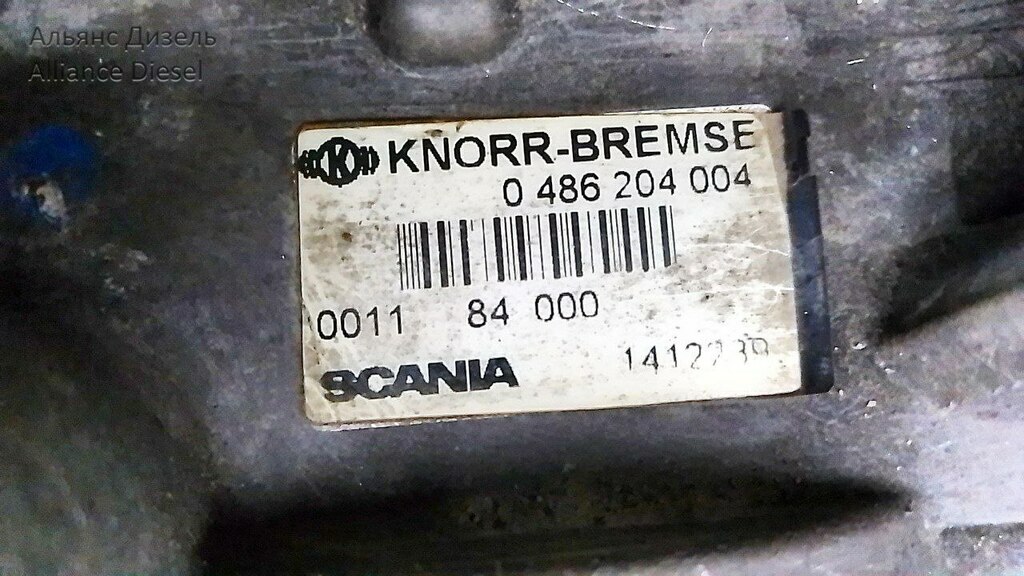 Альянс Дизель
Alliance Diesel
KNORR-BREMSE
0 486 204 004
0011 84 000
SCANIA